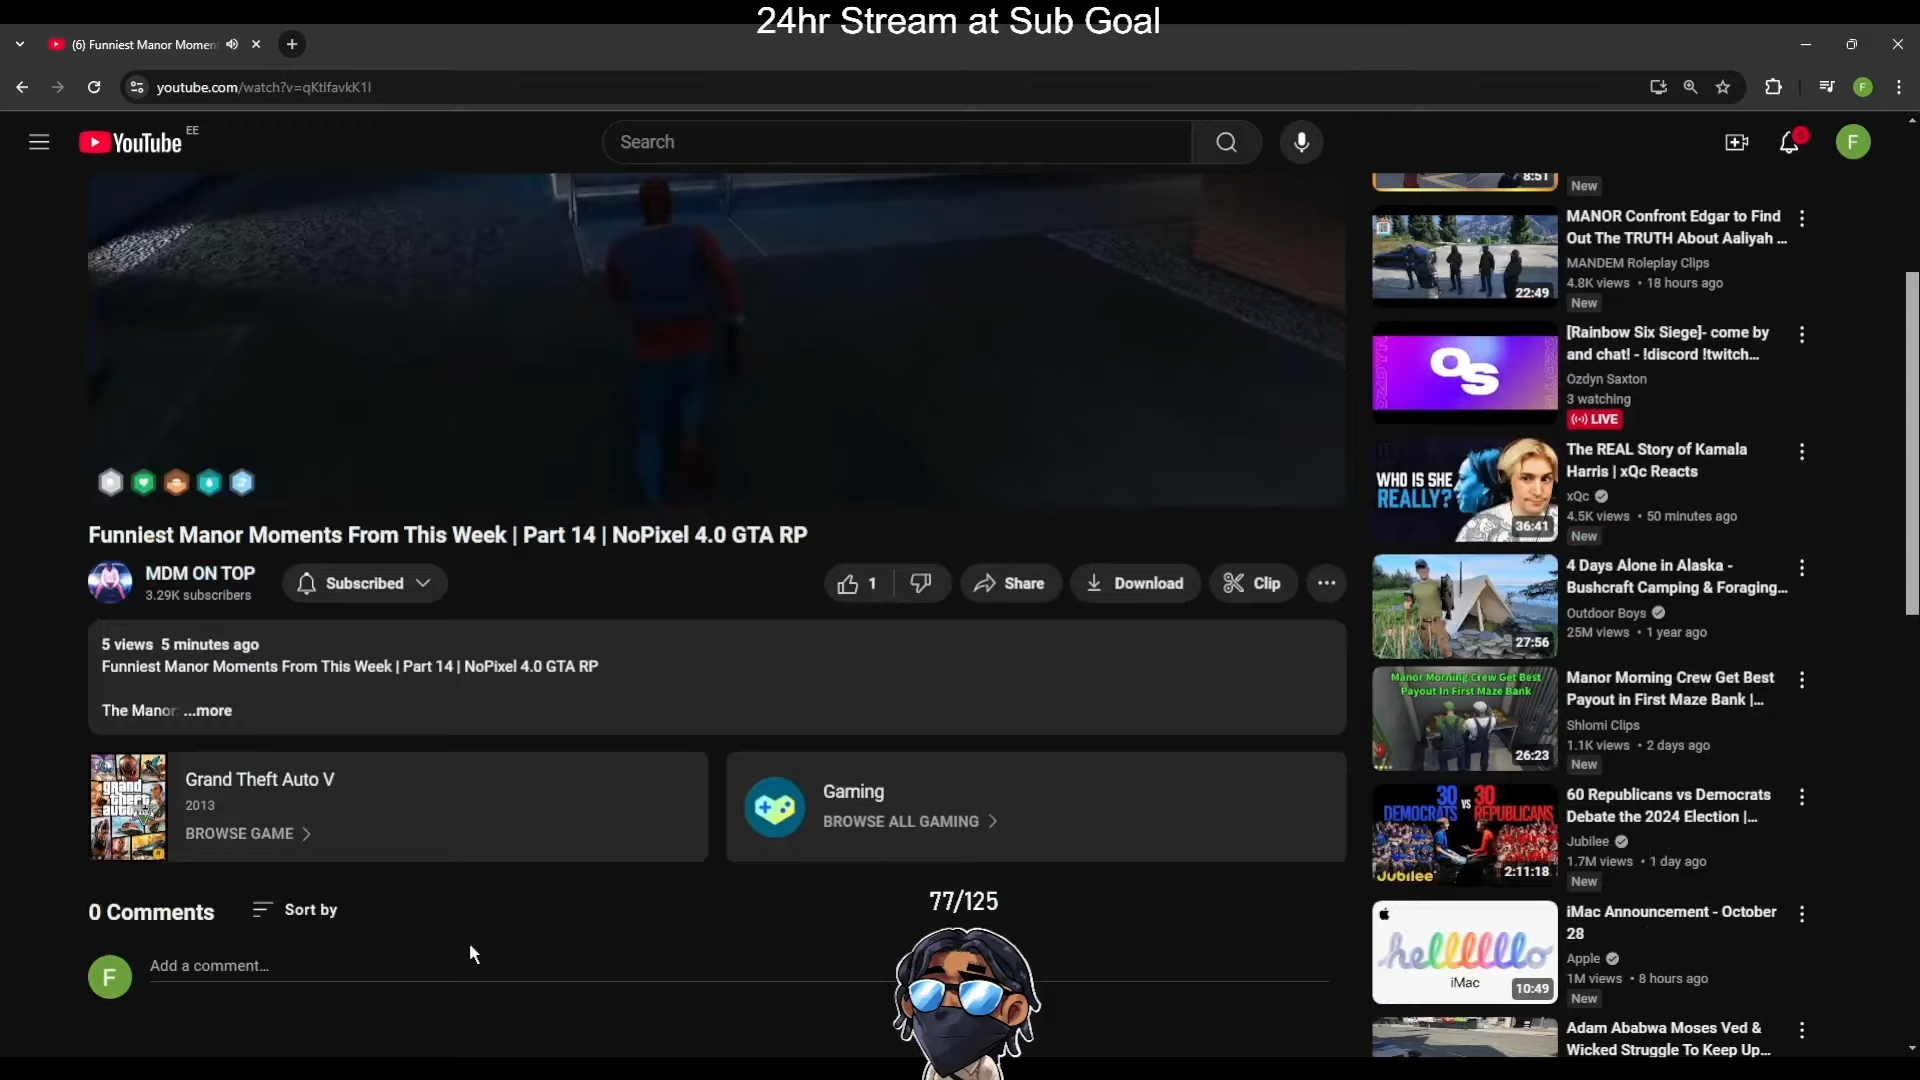 24hr Stream at Sub Goal
(6) Funniest Manor Momen
youtube.com/watch?v=qKtIfavkK1I
YouTube EE
Search
F
8:51
New
MANOR Confront Edgar to Find
Out The TRUTH About Aaliyah ...
MANDEM Roleplay Clips
4.8K views • 18 hours ago
22:49
New
[Rainbow Six Siege]- come by
and chat! - !discord !twitch...
OS
Ozdyn Saxton
3 watching
LIVE
The REAL Story of Kamala
Harris | xQc Reacts
WHO IS SHE
REALLY?
xQc
4.5K views • 50 minutes ago
36:41
New
Funniest Manor Moments From This Week | Part 14 | NoPixel 4.0 GTA RP
MDM ON TOP
3.29K subscribers
Subscribed
1
Share
Download
Clip
4 Days Alone in Alaska -
Bushcraft Camping & Foraging...
Outdoor Boys
25M views • 1 year ago
27:56
5 views 5 minutes ago
Funniest Manor Moments From This Week | Part 14 | NoPixel 4.0 GTA RP
The Manor: ...more
Manor Morning Crew Get Best
Payout In First Maze Bank
Manor Morning Crew Get Best
Payout in First Maze Bank |...
Shlomi Clips
1.1K views • 2 days ago
26:23
New
grand
theft
auto
Grand Theft Auto V
2013
BROWSE GAME
Gaming
BROWSE ALL GAMING
30 VS 30
DEMOCRATS REPUBLICANS
Jubilee
2:11:18
60 Republicans vs Democrats
Debate the 2024 Election |...
Jubilee
1.7M views • 1 day ago
New
0 Comments
Sort by
77/125
F
Add a comment...
helllllllo
iMac
10:49
iMac Announcement - October
28
Apple
1M views • 8 hours ago
New
Adam Ababwa Moses Ved &
Wicked Struggle To Keep Up...